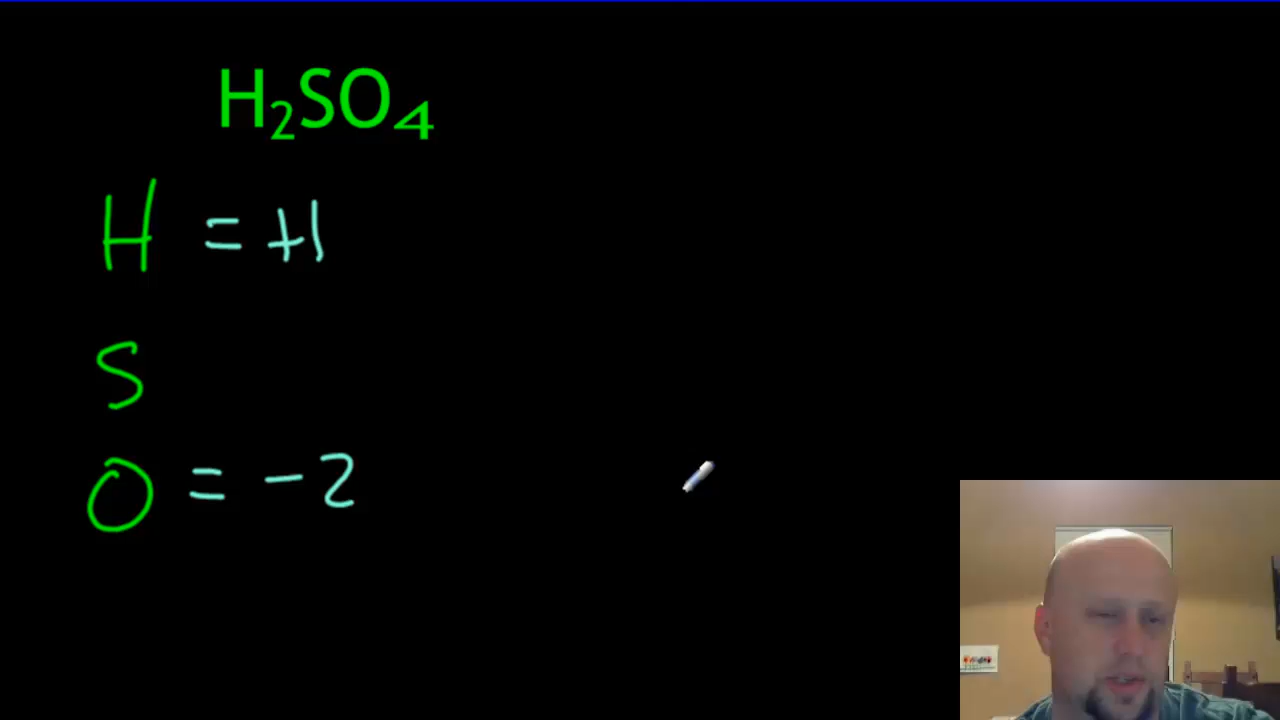 H₂SO₄
H = +1
S
O = -2